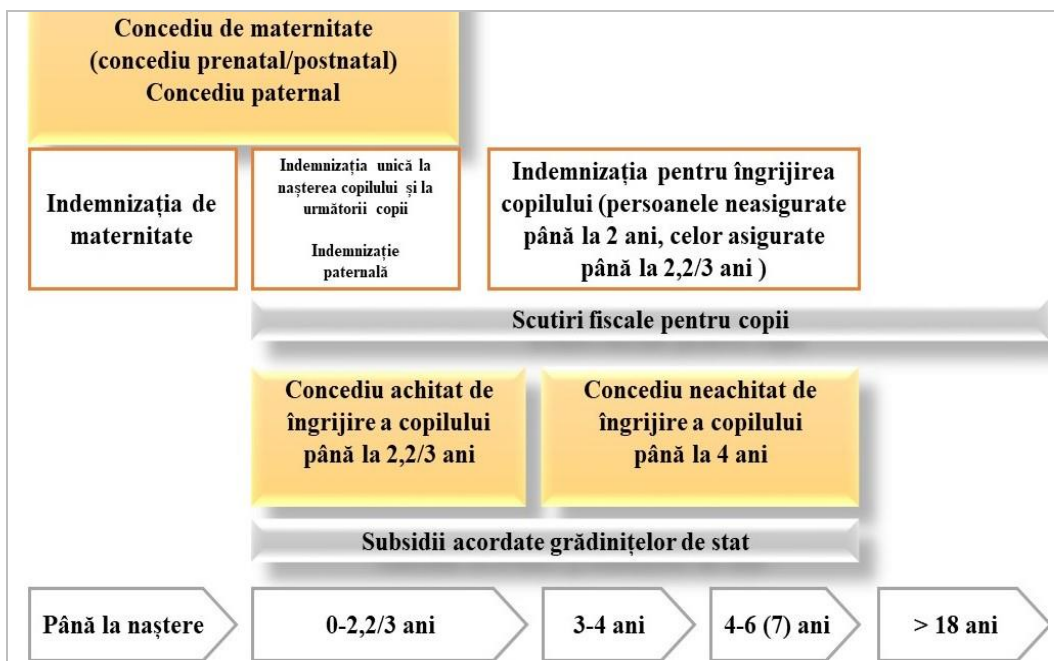 Concediu de maternitate
(concediu prenatal/postnatal)
Concediu paternal
Indemnizația de
maternitate
Indemnizația unică la
nașterea copilului și la
următorii copii
Indemnizație
paternală
Indemnizația pentru îngrijirea
copilului (persoanele neasigurate
până la 2 ani, celor asigurate
până la 2,2/3 ani )
Scutiri fiscale pentru copii
Concediu achitat de
îngrijire a copilului
până la 2,2/3 ani
Concediu neachitat de
îngrijire a copilului
până la 4 ani
Subsidii acordate grădinițelor de stat
Până la naștere
0-2,2/3 ani
3-4 ani
4-6 (7) ani
> 18 ani